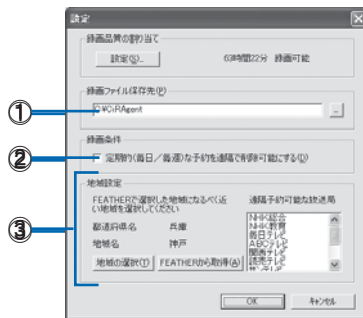 設定
録画品質の割り当て
設定(S)...
63時間22分 録画可能
録画ファイル保存先(P)
① C:¥CiRAgent
...
録画条件
② 定期的(毎日/毎週)な予約を遠隔で削除可能にする(D)
③ 地域設定
FEATHERで選択した地域になるべく近い地域を選択してください
都道府県名 兵庫
地域名 神戸
地域の選択(T)
FEATHERから取得(A)
遠隔予約可能な放送局
NHK総合
NHK教育
毎日テレビ
ABCテレビ
関西テレビ
読売テレビ
サンテレビ
OK
キャンセル